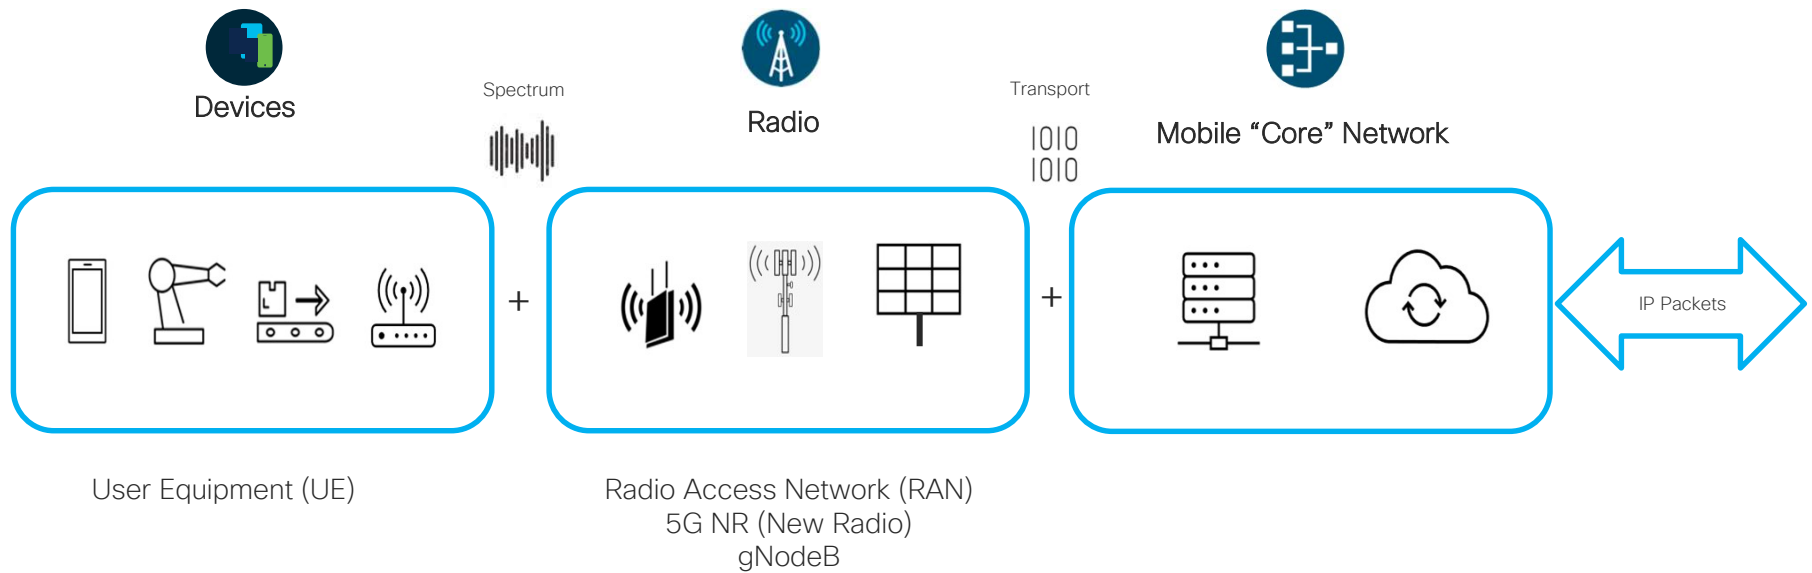 Devices
Spectrum
Radio
Transport
Mobile “Core” Network
1010
1010
+
+
IP Packets
User Equipment (UE)
Radio Access Network (RAN)
5G NR (New Radio)
gNodeB